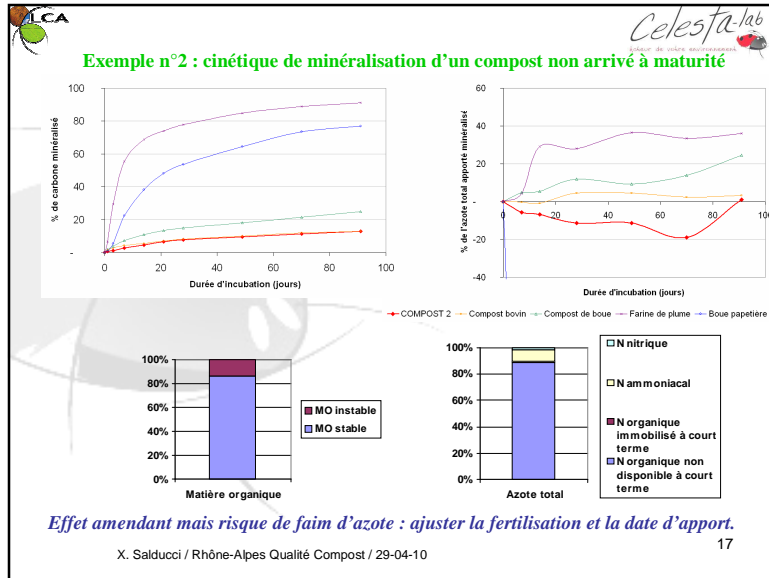 ALCA
Celesta-lab
Exemple n°2 : cinétique de minéralisation d'un compost non arrivé à maturité
% de carbone minéralisé
100
80
60
40
20
-
0 20 40 60 80 100
Durée d'incubation (jours)
% de l'azote total apporté minéralisé
60
40
20
-
-20
-40
0 20 40 60 80 100
Durée d'incubation (jours)
COMPOST 2 Compost bovin Compost de boue Farine de plume Boue papetière
100%
80%
60%
40%
20%
0%
Matière organique
MO instable
MO stable
100%
80%
60%
40%
20%
0%
Azote total
N nitrique
N ammoniacal
N organique
immobilisé à court
terme
N organique non
disponible à court
terme
Effet amendant mais risque de faim d'azote : ajuster la fertilisation et la date d'apport.
X. Salducci / Rhône-Alpes Qualité Compost / 29-04-10
17